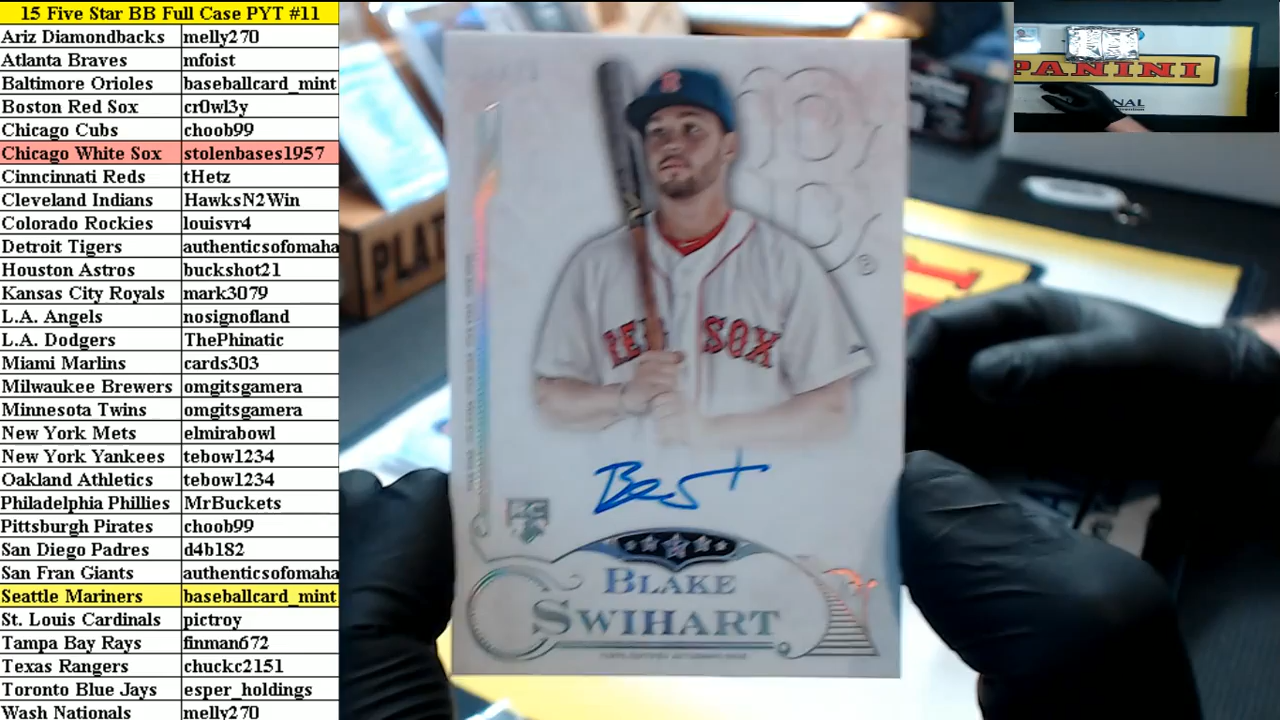 15 Five Star BB Full Case PYT #11
Ariz Diamondbacks melly270
Atlanta Braves mfoist
Baltimore Orioles baseballcard_mint
Boston Red Sox cr0wl3y
Chicago Cubs choob99
Chicago White Sox stolenbases1957
Cinncinnati Reds tHetz
Cleveland Indians HawksN2Win
Colorado Rockies louisvr4
Detroit Tigers authenticsofomaha
Houston Astros buckshot21
Kansas City Royals mark3079
L.A. Angels nosignofland
L.A. Dodgers ThePhinatic
Miami Marlins cards303
Milwaukee Brewers omgitsgamera
Minnesota Twins omgitsgamera
New York Mets elmirabowl
New York Yankees tebow1234
Oakland Athletics tebow1234
Philadelphia Phillies MrBuckets
Pittsburgh Pirates choob99
San Diego Padres d4b182
San Fran Giants authenticsofomaha
Seattle Mariners baseballcard_mint
St. Louis Cardinals pictroy
Tampa Bay Rays finman672
Texas Rangers chuckc2151
Toronto Blue Jays esper_holdings
Wash Nationals melly270
B
RED SOX
RC
BLAKE
SWIHART
PLAT
PANINI